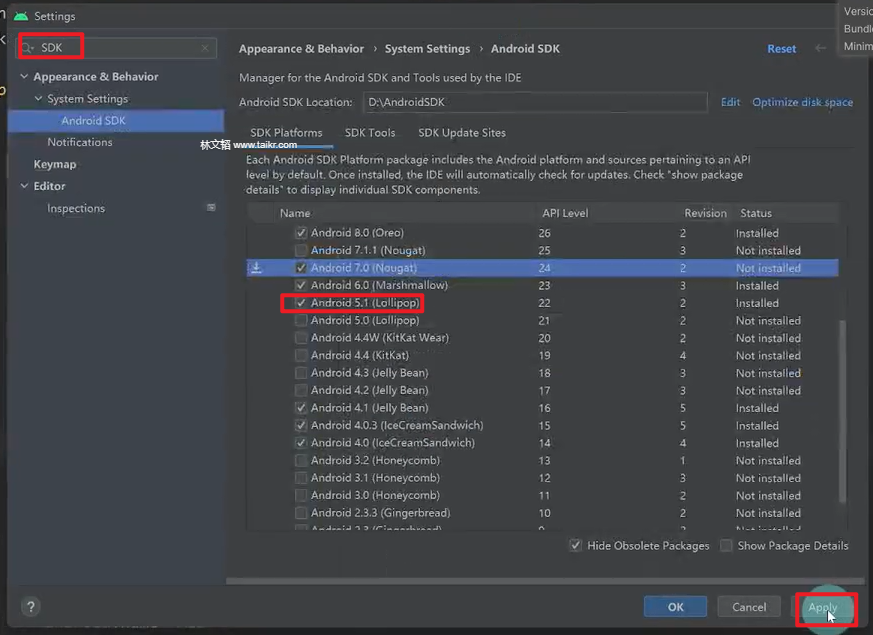 Settings
Versio
Bundl
Minim
SDK
Appearance & Behavior › System Settings › Android SDK
Reset
Manager for the Android SDK and Tools used by the IDE
Appearance & Behavior
System Settings
Android SDK
Notifications
Keymap
Editor
Inspections
Android SDK Location: D:\AndroidSDK Edit Optimize disk space
SDK Platforms SDK Tools SDK Update Sites
林文韬 www.taikr.com
Each Android SDK Platform package includes the Android platform and sources pertaining to an API
level by default. Once installed, the IDE will automatically check for updates. Check "show package
details" to display individual SDK components.
Name API Level Revision Status
Android 8.0 (Oreo) 26 2 Installed
Android 7.1.1 (Nougat) 25 3 Not installed
Android 7.0 (Nougat) 24 2 Not installed
Android 6.0 (Marshmallow) 23 3 Installed
Android 5.1 (Lollipop) 22 2 Installed
Android 5.0 (Lollipop) 21 2 Not installed
Android 4.4W (KitKat Wear) 20 2 Not installed
Android 4.4 (KitKat) 19 4 Not installed
Android 4.3 (Jelly Bean) 18 3 Not installed
Android 4.2 (Jelly Bean) 17 3 Not installed
Android 4.1 (Jelly Bean) 16 5 Installed
Android 4.0.3 (IceCreamSandwich) 15 5 Installed
Android 4.0 (IceCreamSandwich) 14 4 Installed
Android 3.2 (Honeycomb) 13 1 Not installed
Android 3.1 (Honeycomb) 12 3 Not installed
Android 3.0 (Honeycomb) 11 2 Not installed
Android 2.3.3 (Gingerbread) 10 2 Not installed
Android 2.3 (Gingerbread) 9 2 Not installed
Hide Obsolete Packages Show Package Details
? OK Cancel Apply